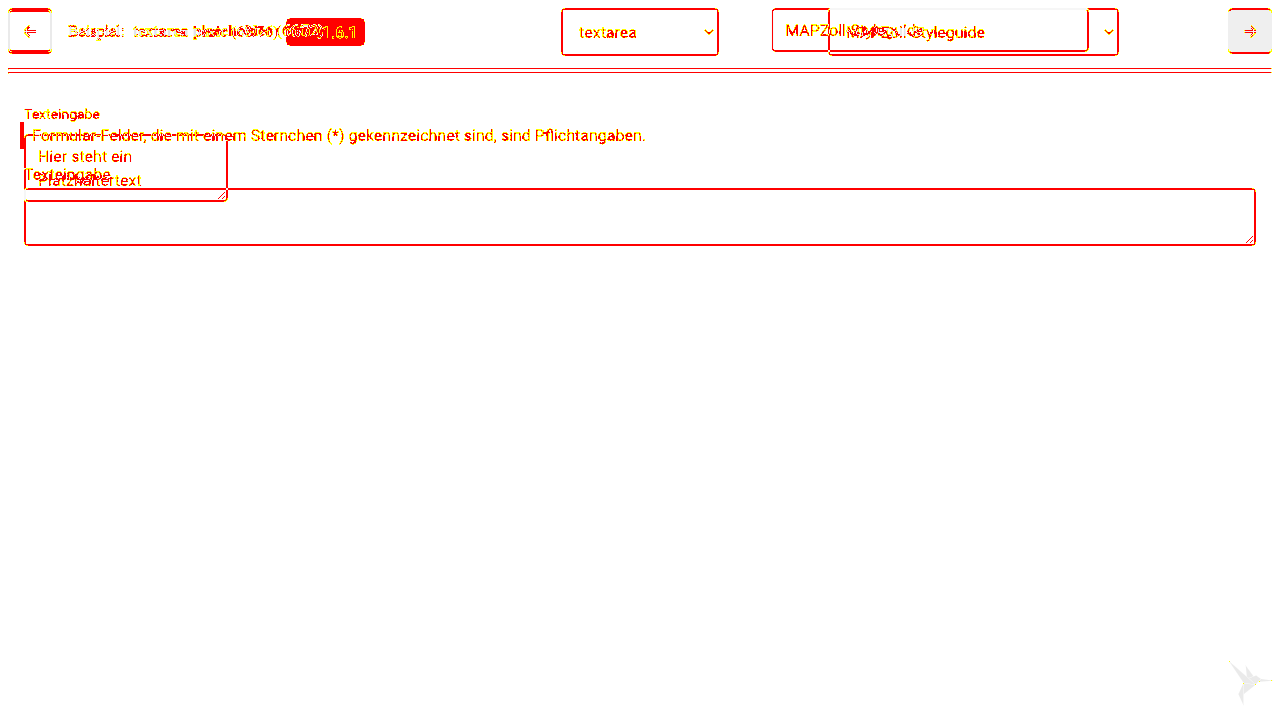 ⇐ Beispiel: textarea 1.6.1 textarea MAPZoll-Styleguide ⇒
Texteingabe
Formular-Felder, die mit einem Sternchen (*) gekennzeichnet sind, sind Pflichtangaben.
Hier steht ein
Texteingabe
Platzhaltertext